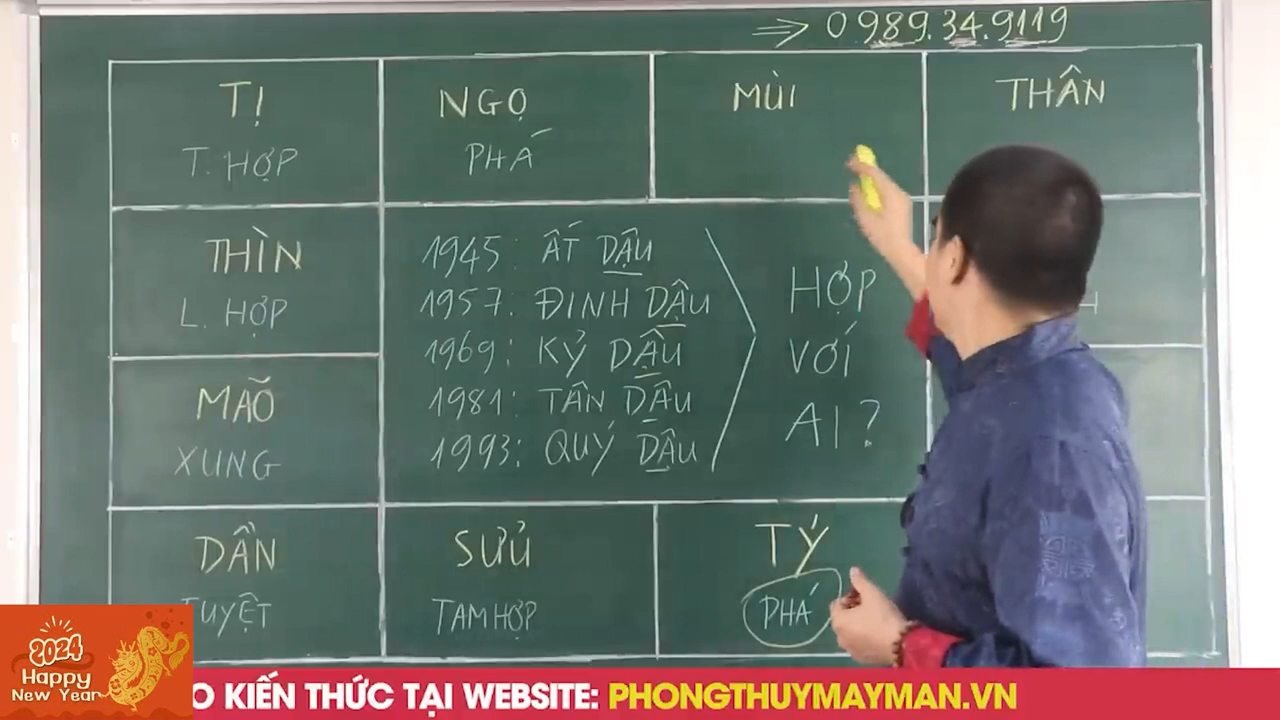 0989.34.9119
TỊ
T. HỢP
NGỌ
PHÁ
MÙI
THÂN
THÌN
L. HỢP
MÃO
XUNG
1945: ẤT DẬU
1957: ĐINH DẬU
1969: KỶ DẬU
1981: TÂN DẬU
1993: QUÝ DẬU
HỢP
VỚI
AI?
H
DẦN
TUYỆT
SỬU
TAM HỢP
TÝ
PHÁ
2024
Happy
New Year
O KIẾN THỨC TẠI WEBSITE: PHONGTHUYMAYMAN.VN